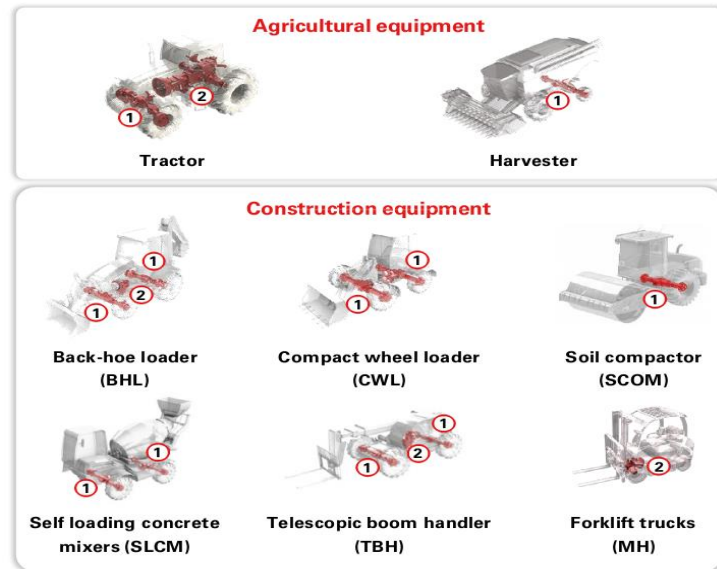 Agricultural equipment
1
2
1
Tractor
Harvester
Construction equipment
1
2
1
1
1
1
Back-hoe loader
(BHL)
Compact wheel loader
(CWL)
Soil compactor
(SCOM)
1
1
1
1
2
2
Self loading concrete
mixers (SLCM)
Telescopic boom handler
(TBH)
Forklift trucks
(MH)